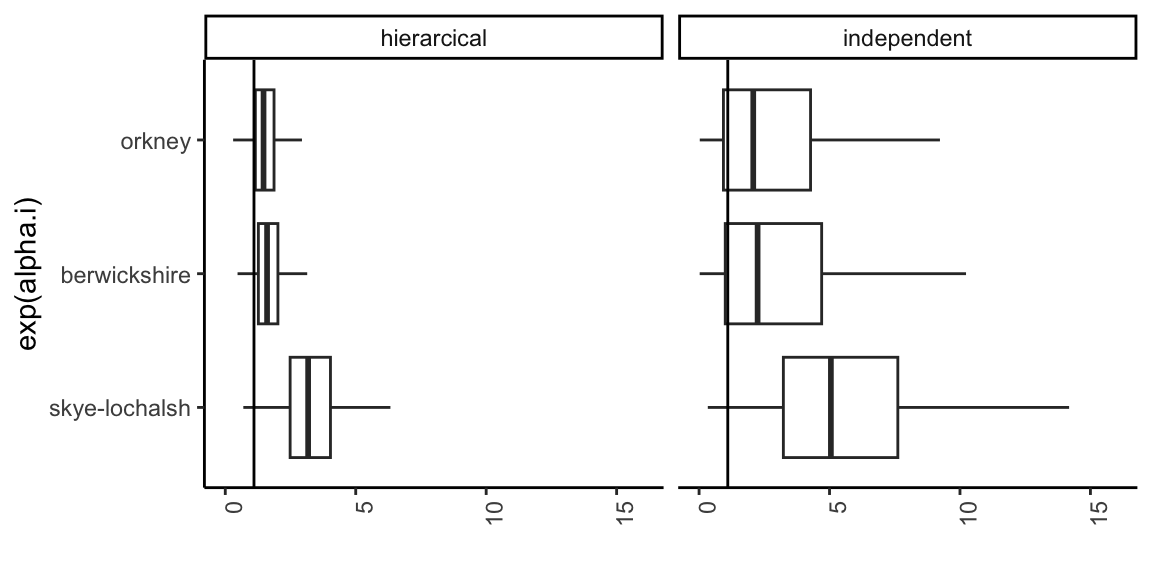 hierarcical
independent
exp(alpha.i)
orkney
berwickshire
skye-lochalsh
0
5
10
15
0
5
10
15